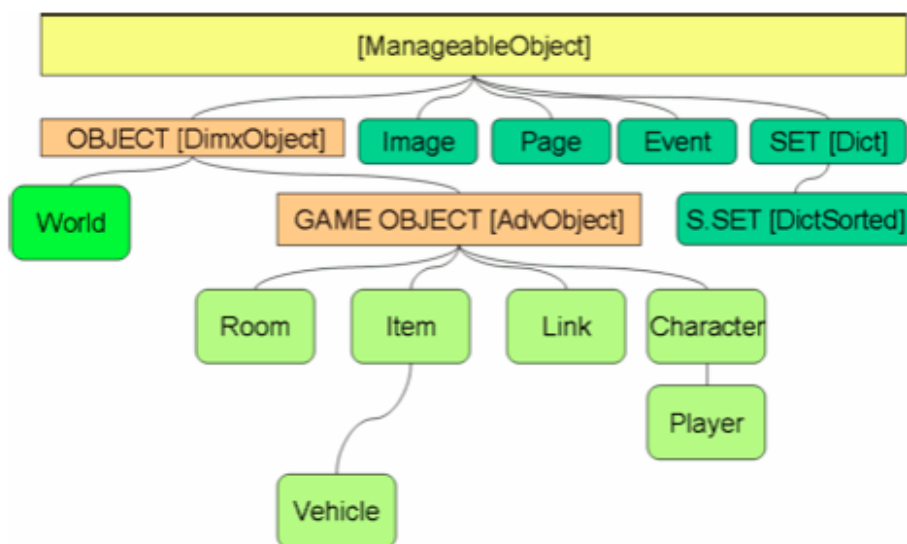 [ManageableObject]
OBJECT [DimxObject]
Image
Page
Event
SET [Dict]
World
GAME OBJECT [AdvObject]
S.SET [DictSorted]
Room
Item
Link
Character
Player
Vehicle